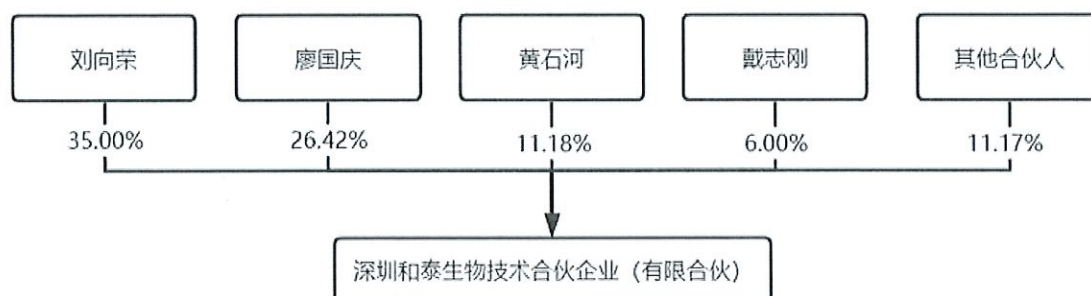 刘向荣 廖国庆 黄石河 戴志刚 其他合伙人
35.00% 26.42% 11.18% 6.00% 11.17%
深圳和泰生物技术合伙企业（有限合伙）